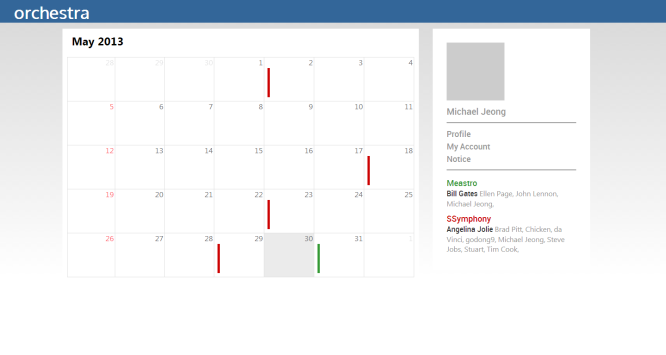 orchestra
May 2013
28 29 30 1 2 3 4
5 6 7 8 9 10 11
12 13 14 15 16 17 18
19 20 21 22 23 24 25
26 27 28 29 30 31 1
Michael Jeong
Profile
My Account
Notice
Meastro
Bill Gates Ellen Page, John Lennon,
Michael Jeong,
SSymphony
Angelina Jolie Brad Pitt, Chicken, da
Vinci, godong9, Michael Jeong, Steve
Jobs, Stuart, Tim Cook,